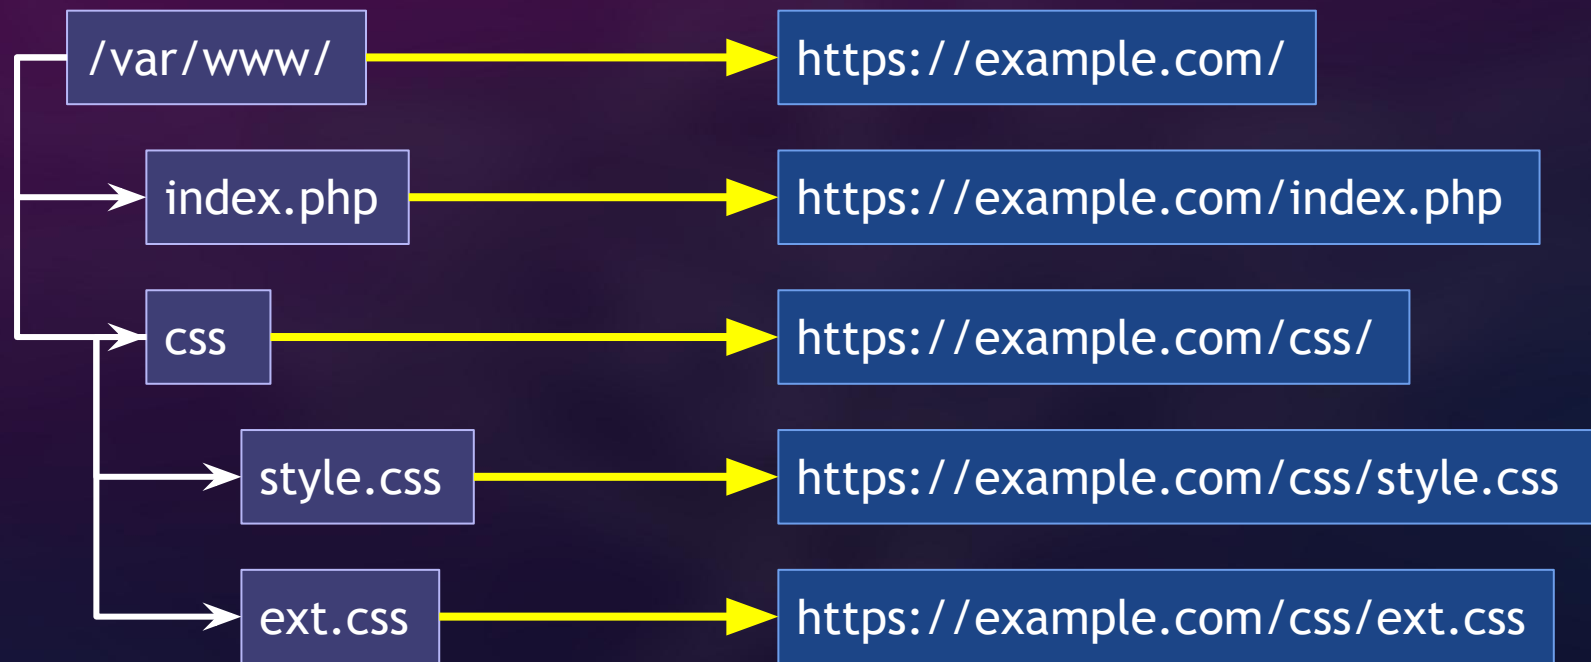 /var/www/ https://example.com/
index.php https://example.com/index.php
css https://example.com/css/
style.css https://example.com/css/style.css
ext.css https://example.com/css/ext.css